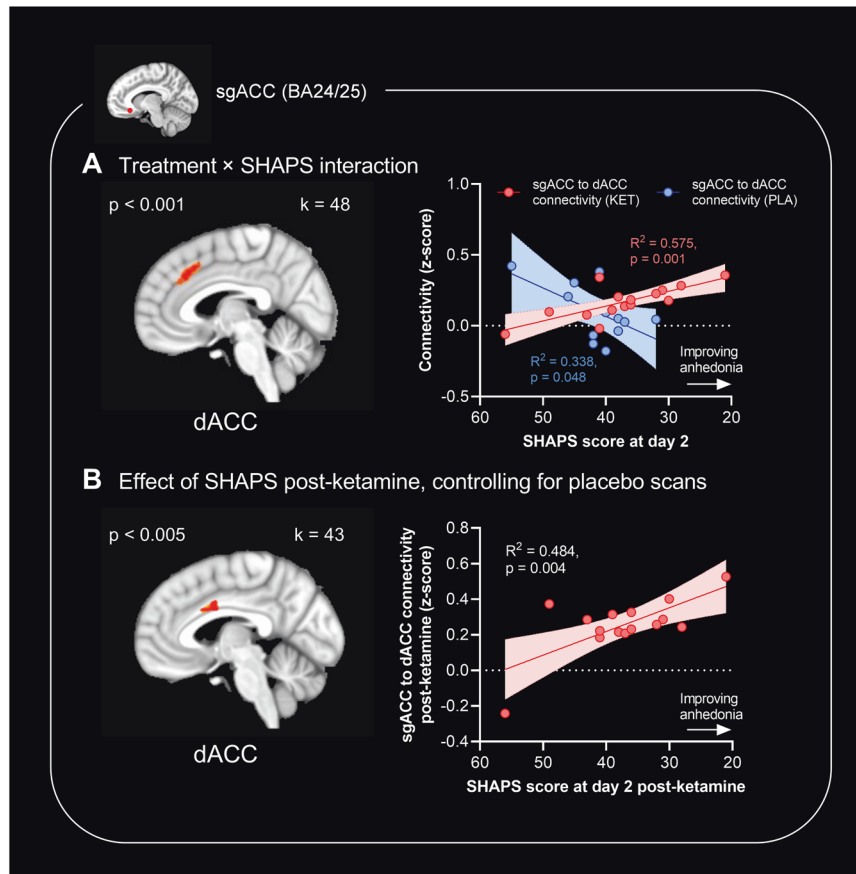 sgACC (BA24/25)
A Treatment × SHAPS interaction
p < 0.001
k = 48
dACC
sgACC to dACC
connectivity (KET)
sgACC to dACC
connectivity (PLA)
R² = 0.575,
p = 0.001
R² = 0.338,
p = 0.048
Improving
anhedonia
Connectivity (z-score)
1.0
0.5
0.0
-0.5
60
50
40
30
20
SHAPS score at day 2
B Effect of SHAPS post-ketamine, controlling for placebo scans
p < 0.005
k = 43
dACC
R² = 0.484,
p = 0.004
Improving
anhedonia
sgACC to dACC connectivity
post-ketamine (z-score)
0.8
0.6
0.4
0.2
0.0
-0.2
-0.4
60
50
40
30
20
SHAPS score at day 2 post-ketamine